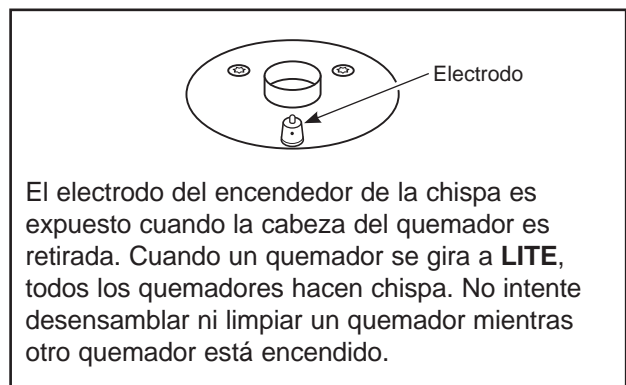 Electrodo
El electrodo del encendedor de la chispa es
expuesto cuando la cabeza del quemador es
retirada. Cuando un quemador se gira a LITE,
todos los quemadores hacen chispa. No intente
desensamblar ni limpiar un quemador mientras
otro quemador está encendido.